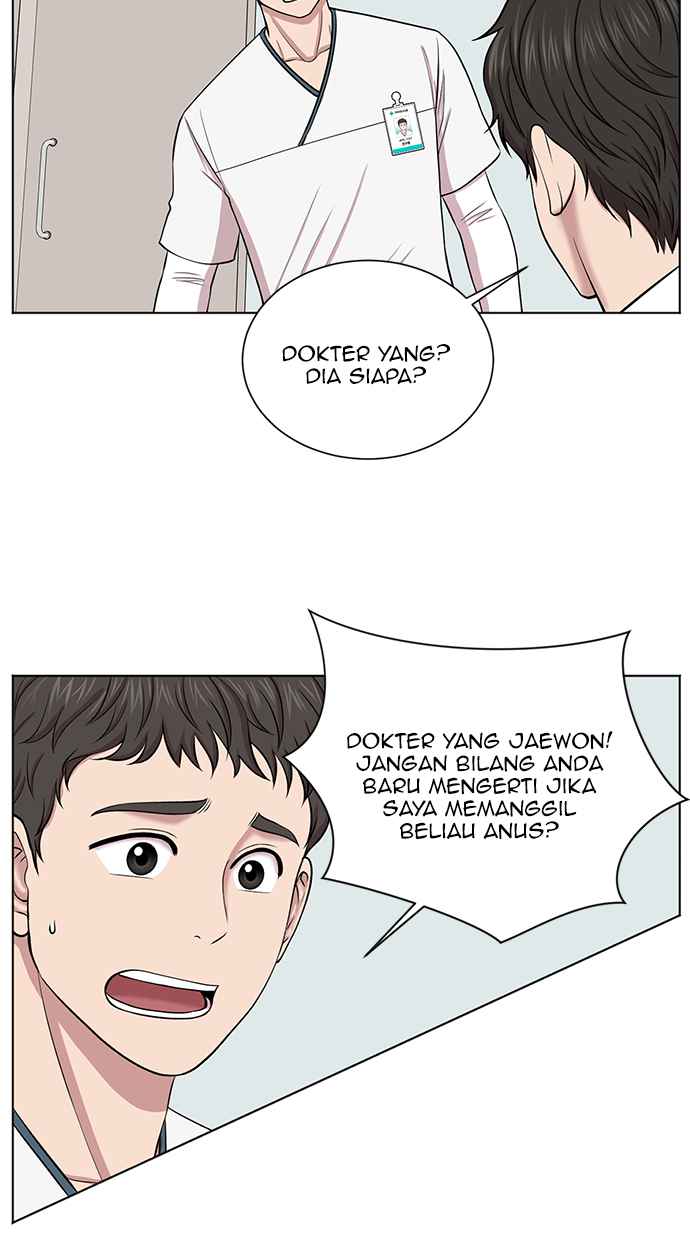 DOKTER YANG?
DIA SIAPA?
DOKTER YANG JAEWON!
JANGAN BILANG ANDA
BARU MENGERTI JIKA
SAYA MEMANGGIL
BELIAU ANUS?